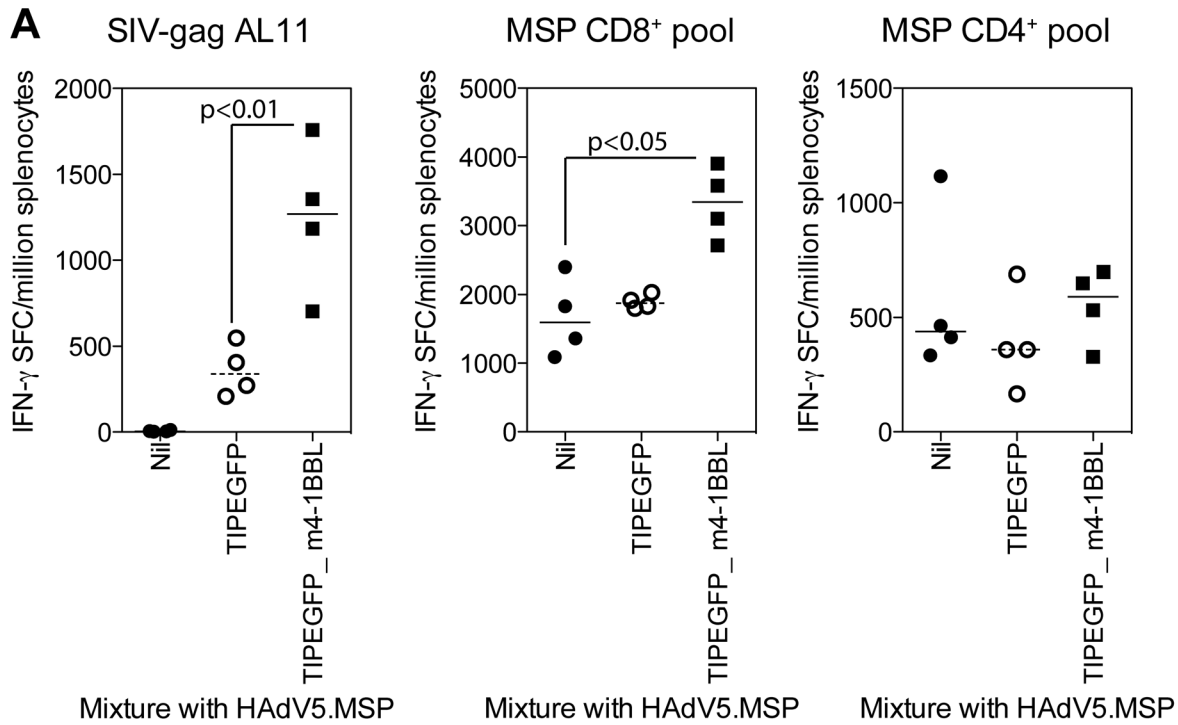 A
SIV-gag AL11
IFN-γ SFC/million splenocytes
2000
1500
1000
500
0
p<0.01
Nil
TIPEGFP
TIPEGFP_ m4-1BBL
Mixture with HAdV5.MSP
MSP CD8⁺ pool
IFN-γ SFC/million splenocytes
5000
4000
3000
2000
1000
0
p<0.05
Nil
TIPEGFP
TIPEGFP_ m4-1BBL
Mixture with HAdV5.MSP
MSP CD4⁺ pool
IFN-γ SFC/million splenocytes
1500
1000
500
0
Nil
TIPEGFP
TIPEGFP_ m4-1BBL
Mixture with HAdV5.MSP